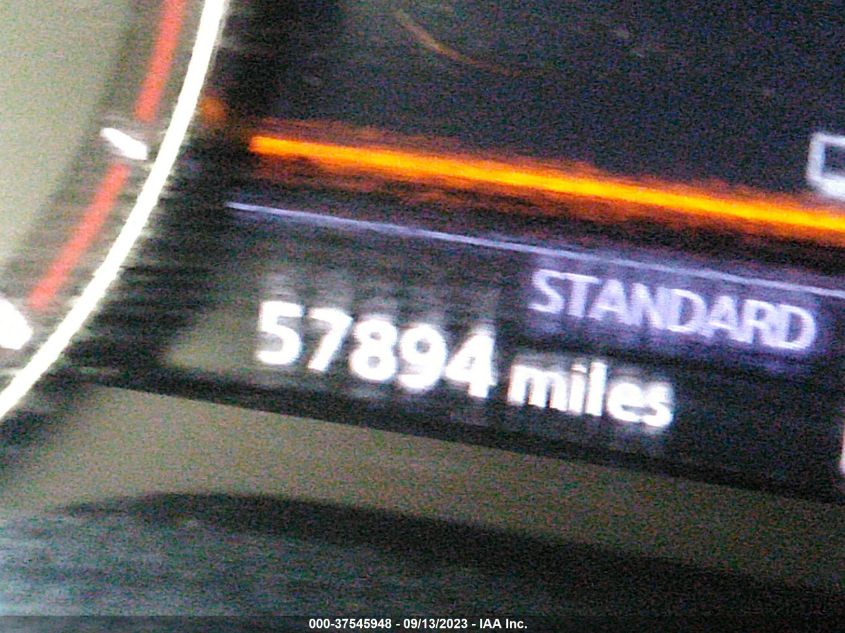 STANDARD
57894 miles
000-37545948 - 09/13/2023 - IAA Inc.